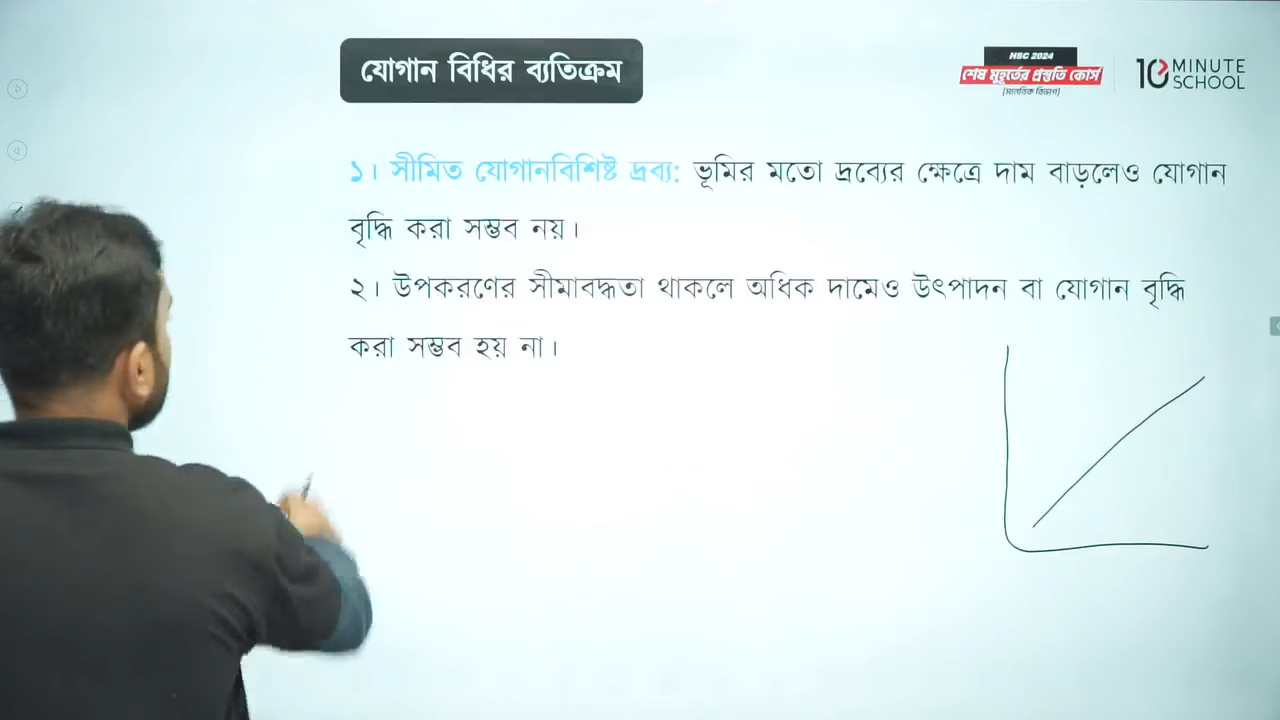 যোগান বিধির ব্যতিক্রম
HSC 2024
শেষ মুহূর্তের প্রস্তুতি কোর্স
[মানবিক বিভাগ]
10 MINUTE SCHOOL
১। সীমিত যোগানবিশিষ্ট দ্রব্য: ভূমির মতো দ্রব্যের ক্ষেত্রে দাম বাড়লেও যোগান
বৃদ্ধি করা সম্ভব নয়।
২। উপকরণের সীমাবদ্ধতা থাকলে অধিক দামেও উৎপাদন বা যোগান বৃদ্ধি
করা সম্ভব হয় না।